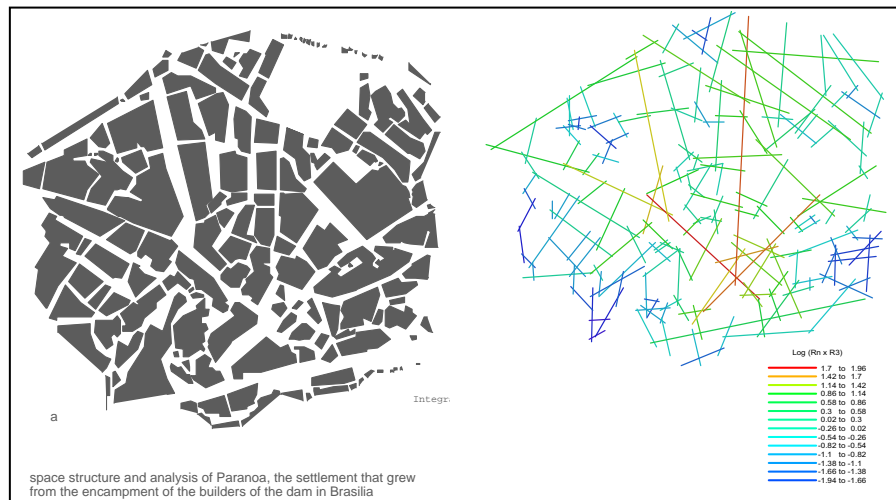 Integr
a
space structure and analysis of Paranoa, the settlement that grew
from the encampment of the builders of the dam in Brasilia
Log (Rn x R3)
1.7 to 1.96
1.42 to 1.7
1.14 to 1.42
0.86 to 1.14
0.58 to 0.86
0.3 to 0.58
0.02 to 0.3
-0.26 to 0.02
-0.54 to -0.26
-0.82 to -0.54
-1.1 to -0.82
-1.38 to -1.1
-1.66 to -1.38
-1.94 to -1.66